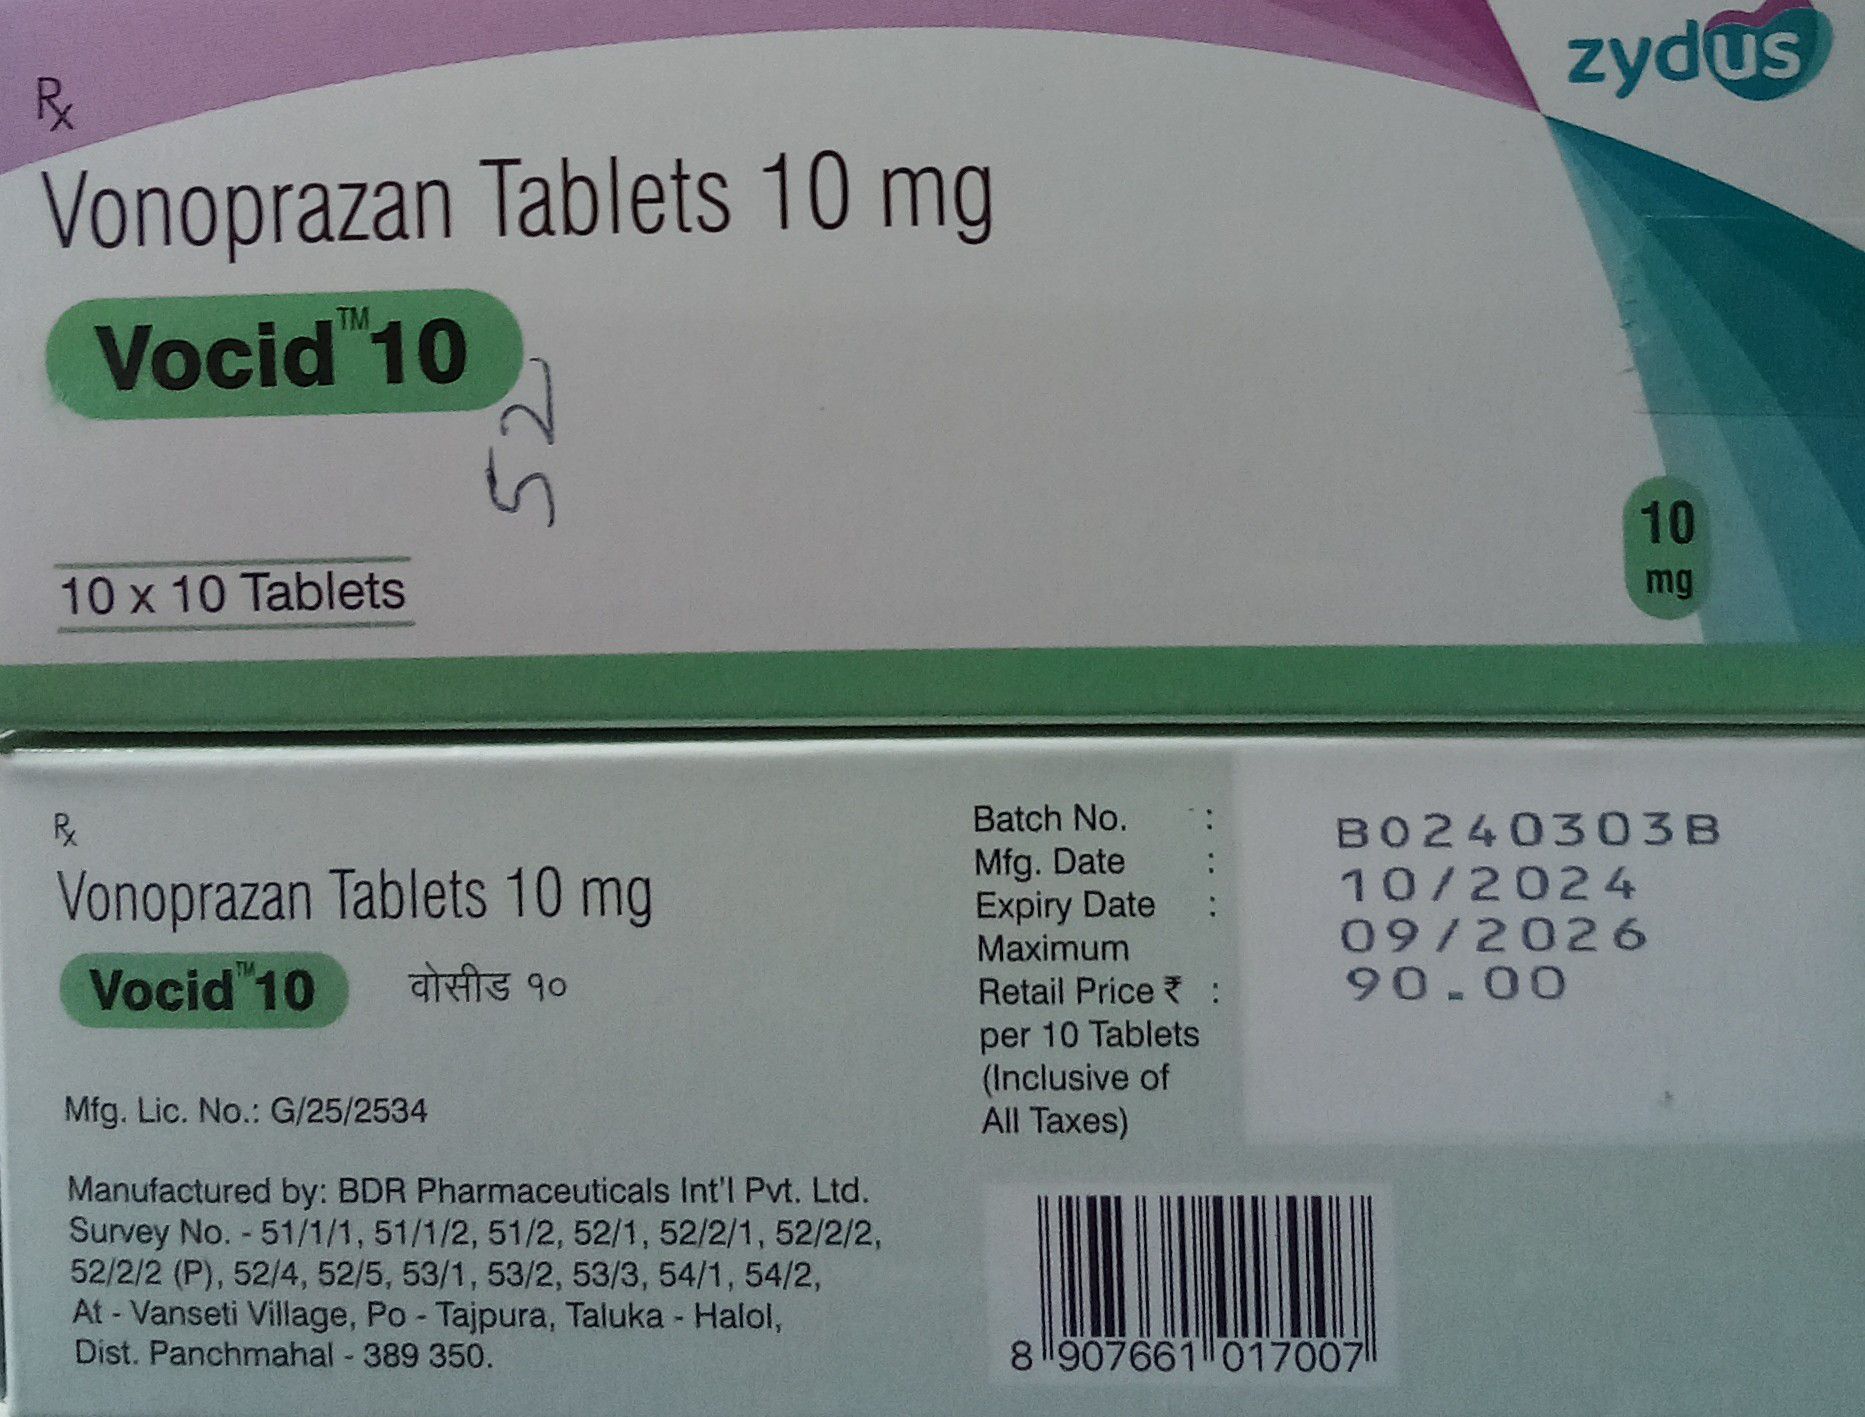 zydus
Rx
Vonoprazan Tablets 10 mg
Vocid™10
52
10 x 10 Tablets
10
mg
Rx
Vonoprazan Tablets 10 mg
Vocid™10 वोसीड १०
Mfg. Lic. No.: G/25/2534
Manufactured by: BDR Pharmaceuticals Int'l Pvt. Ltd.
Survey No. - 51/1/1, 51/1/2, 51/2, 52/1, 52/2/1, 52/2/2,
52/2/2 (P), 52/4, 52/5, 53/1, 53/2, 53/3, 54/1, 54/2,
At - Vanseti Village, Po - Tajpura, Taluka - Halol,
Dist. Panchmahal - 389 350.
Batch No. : B0240303B
Mfg. Date : 10/2024
Expiry Date : 09/2026
Maximum
Retail Price ₹ : 90.00
per 10 Tablets
(Inclusive of
All Taxes)
8 907661 017007